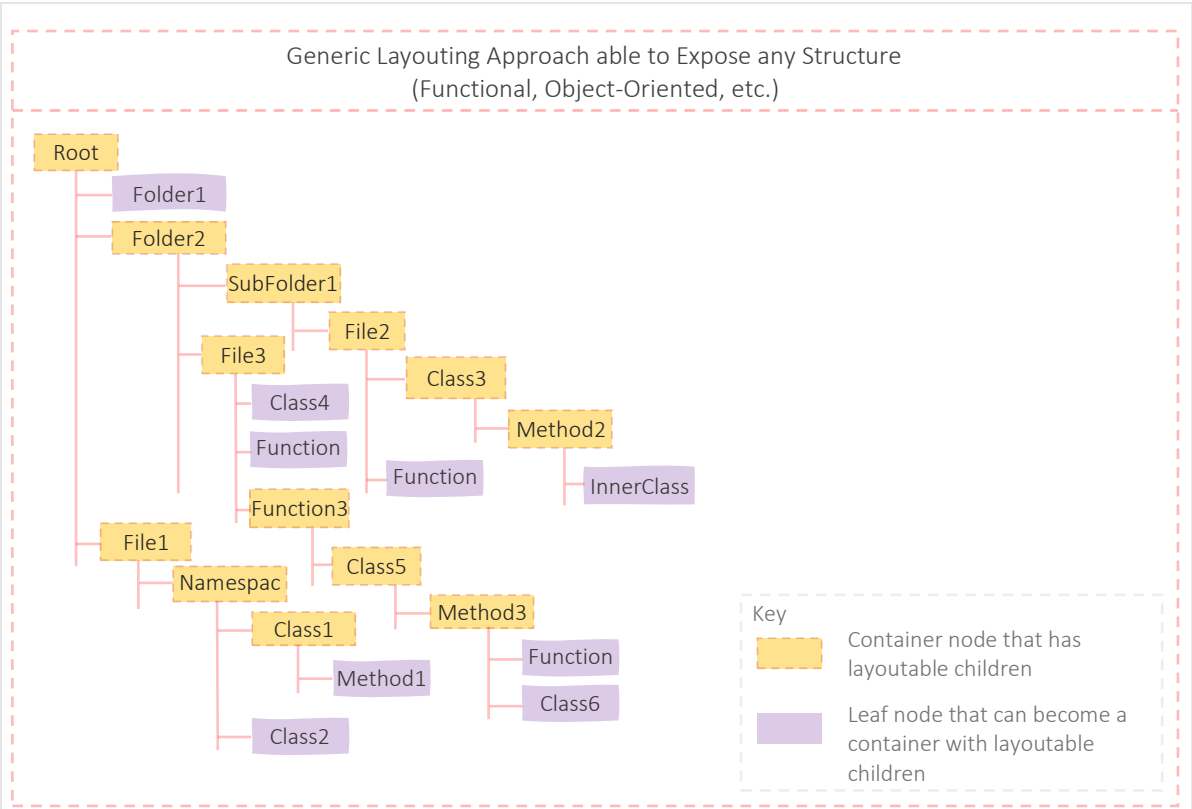 Generic Layouting Approach able to Expose any Structure
(Functional, Object-Oriented, etc.)
Root
Folder1
Folder2
SubFolder1
File2
File3
Class3
Class4
Method2
Function
Function
InnerClass
Function3
File1
Class5
Namespac
Method3
Class1
Function
Method1
Class6
Class2
Key
Container node that has
layoutable children
Leaf node that can become a
container with layoutable
children